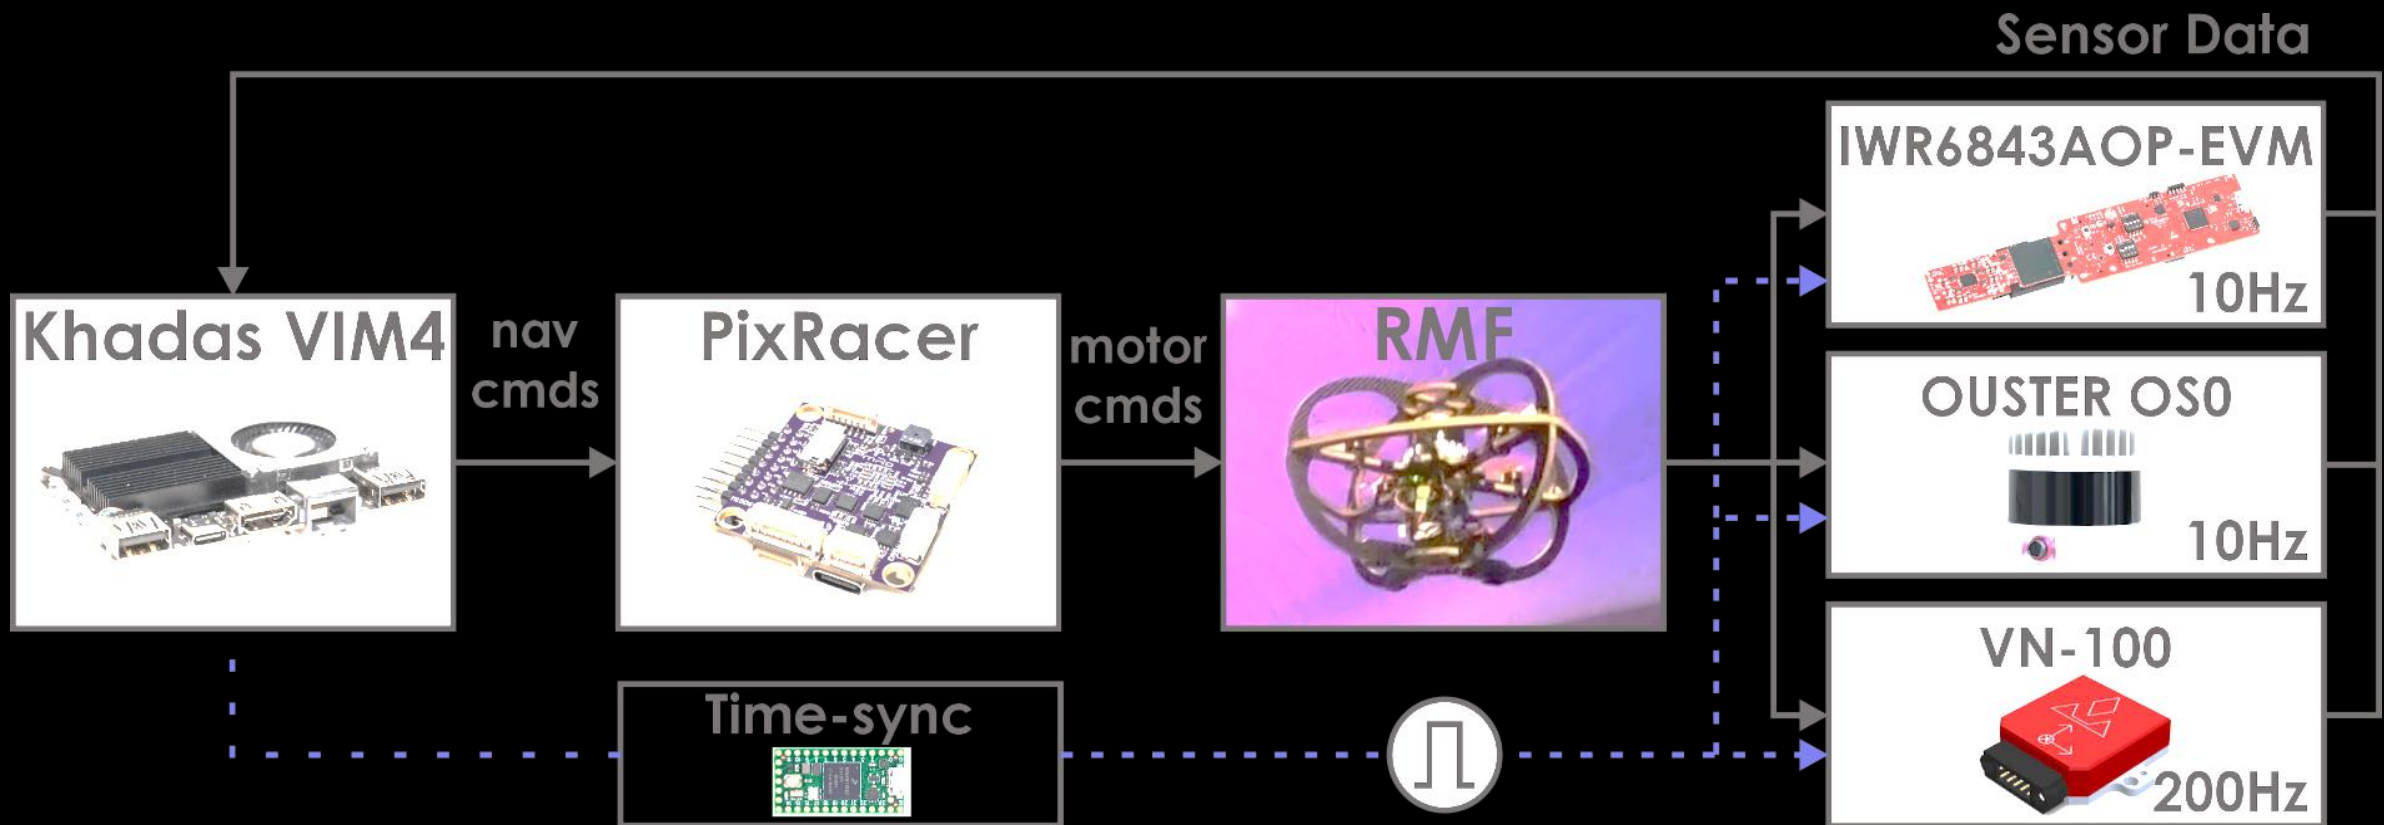 Sensor Data
IWR6843AOP-EVM
10Hz
Khadas VIM4
nav
cmds
PixRacer
motor
cmds
RMF
OUSTER OS0
10Hz
VN-100
200Hz
Time-sync